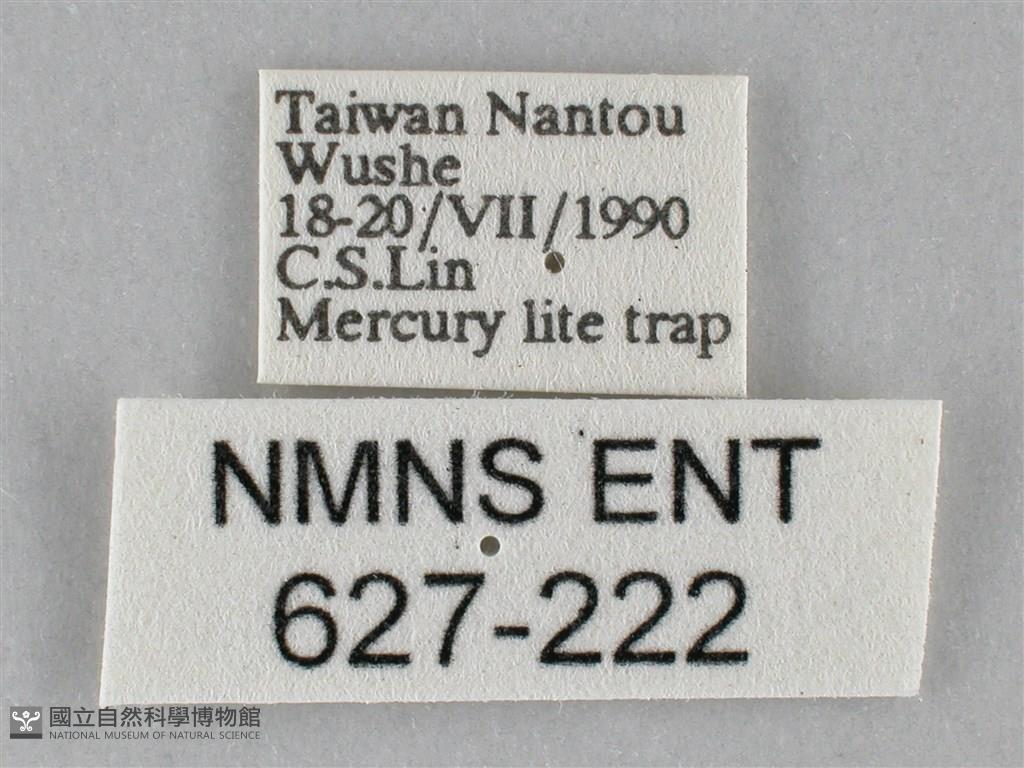 Taiwan Nantou
Wushe
18-20/VII/1990
C.S.Lin
Mercury lite trap
NMNS ENT
627-222
國立自然科學博物館
NATIONAL MUSEUM OF NATURAL SCIENCE